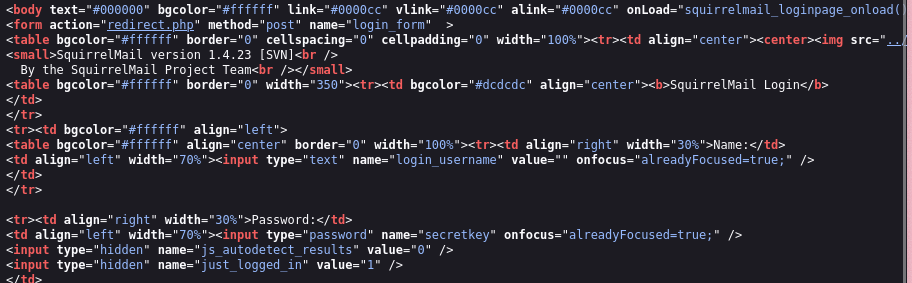 <body text="#000000" bgcolor="#ffffff" link="#0000cc" vlink="#0000cc" alink="#0000cc" onLoad="squirrelmail_loginpage_onload()
<form action="redirect.php" method="post" name="login_form"  >
<table bgcolor="#ffffff" border="0" cellspacing="0" cellpadding="0" width="100%"><tr><td align="center"><center><img src="../
<small>SquirrelMail version 1.4.23 [SVN]<br />
  By the SquirrelMail Project Team<br /></small>
<table bgcolor="#ffffff" border="0" width="350"><tr><td bgcolor="#dcdcdc" align="center"><b>SquirrelMail Login</b>
</td>
</tr>
<tr><td bgcolor="#ffffff" align="left">
<table bgcolor="#ffffff" align="center" border="0" width="100%"><tr><td align="right" width="30%">Name:</td>
<td align="left" width="70%"><input type="text" name="login_username" value="" onfocus="alreadyFocused=true;" />
</td>
</tr>

<tr><td align="right" width="30%">Password:</td>
<td align="left" width="70%"><input type="password" name="secretkey" onfocus="alreadyFocused=true;" />
<input type="hidden" name="js_autodetect_results" value="0" />
<input type="hidden" name="just_logged_in" value="1" />
</td>